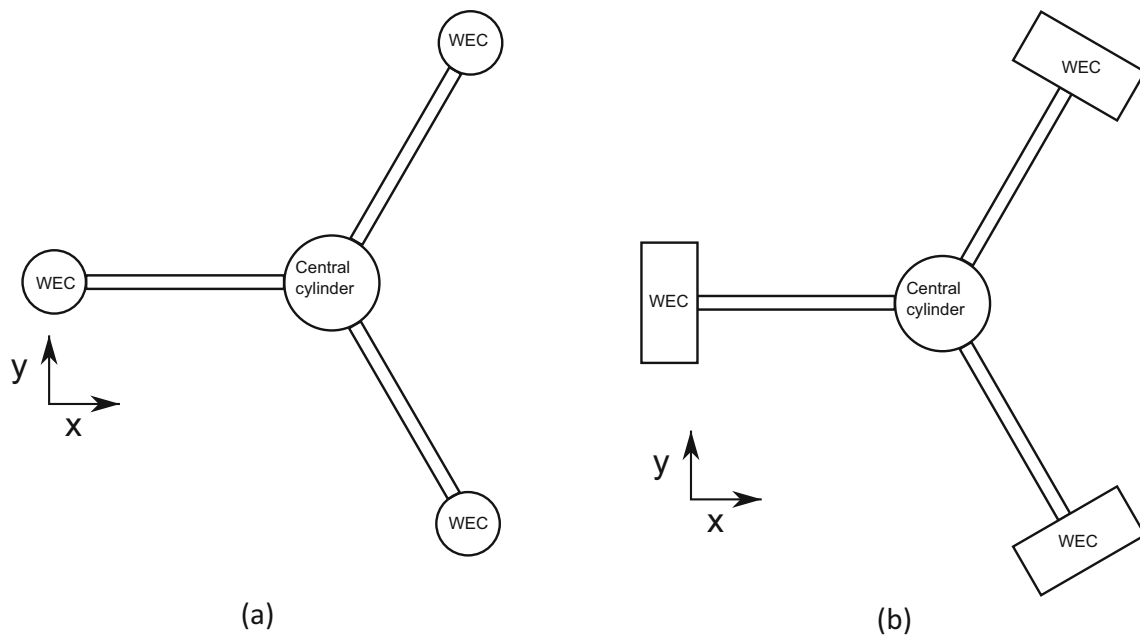 WEC
WEC
Central
cylinder
WEC
y
x
(a)
WEC
WEC
Central
cylinder
WEC
y
x
(b)